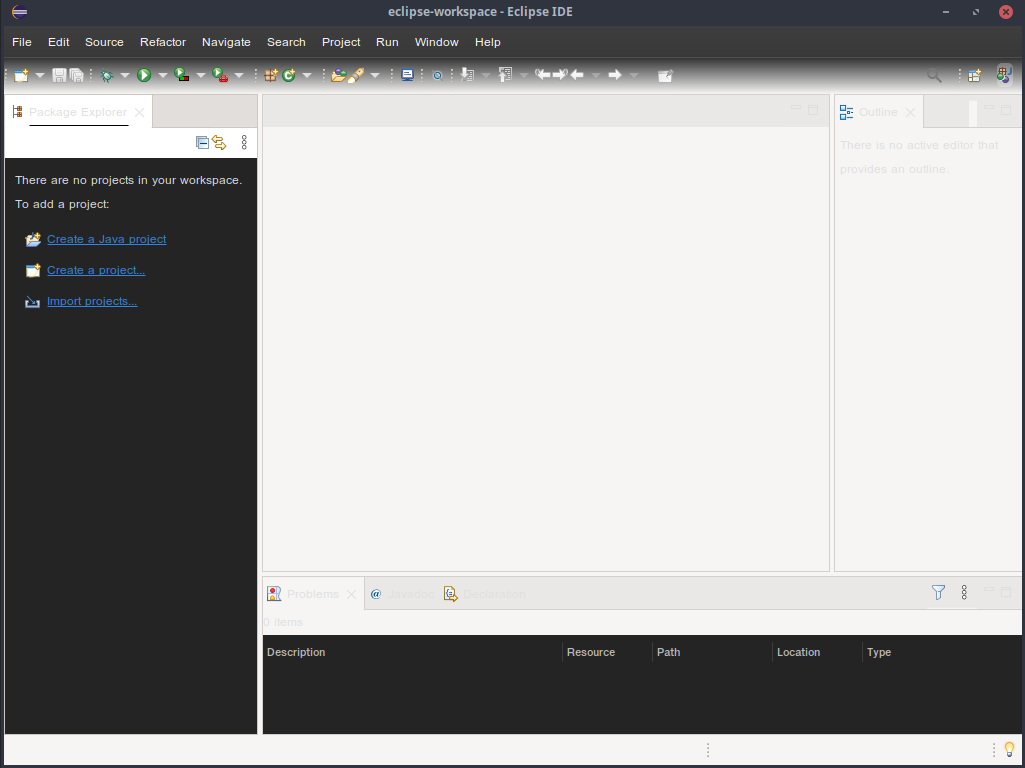 eclipse-workspace - Eclipse IDE
File Edit Source Refactor Navigate Search Project Run Window Help
Package Explorer
Outline
There are no projects in your workspace.
To add a project:
Create a Java project
Create a project...
Import projects...
There is no active editor that
provides an outline.
Problems @ Javadoc Declaration
0 items
Description Resource Path Location Type